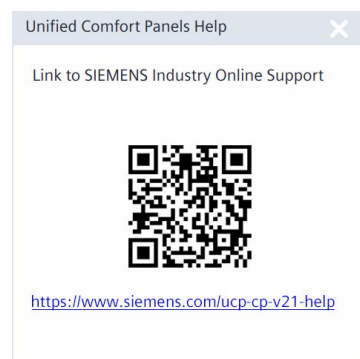 Unified Comfort Panels Help
Link to SIEMENS Industry Online Support
https://www.siemens.com/ucp-cp-v21-help